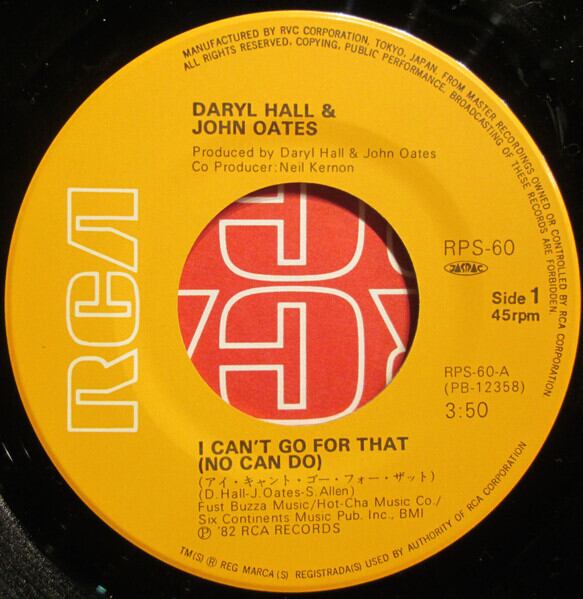 MANUFACTURED BY RVC CORPORATION, TOKYO, JAPAN, FROM MASTER RECORDINGS OWNED OR CONTROLLED BY RCA CORPORATION
ALL RIGHTS RESERVED, COPYING, PUBLIC PERFORMANCE, BROADCASTING OF THESE RECORDS ARE FORBIDDEN.
DARYL HALL &
JOHN OATES
Produced by Daryl Hall & John Oates
Co Producer:Neil Kernon
RCA
RPS-60
JASRAC
Side 1
45rpm
RPS-60-A
(PB-12358)
3:50
I CAN'T GO FOR THAT
(NO CAN DO)
(アイ・キャント・ゴー・フォー・ザット)
(D.Hall-J.Oates-S.Allen)
Fust Buzza Music/Hot-Cha Music Co./
Six Continents Music Pub. Inc., BMI
Ⓟ '82 RCA RECORDS
TM(S) ® REG MARCA(S) REGISTRADA(S) USED BY AUTHORITY OF RCA CORPORATION